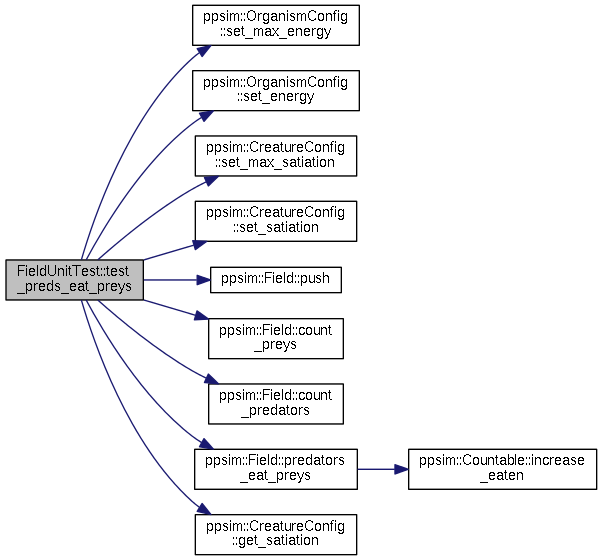 ppsim::OrganismConfig
::set_max_energy
ppsim::OrganismConfig
::set_energy
ppsim::CreatureConfig
::set_max_satiation
ppsim::CreatureConfig
::set_satiation
FieldUnitTest::test
_preds_eat_preys
ppsim::Field::push
ppsim::Field::count
_preys
ppsim::Field::count
_predators
ppsim::Field::predators
_eat_preys
ppsim::Countable::increase
_eaten
ppsim::CreatureConfig
::get_satiation